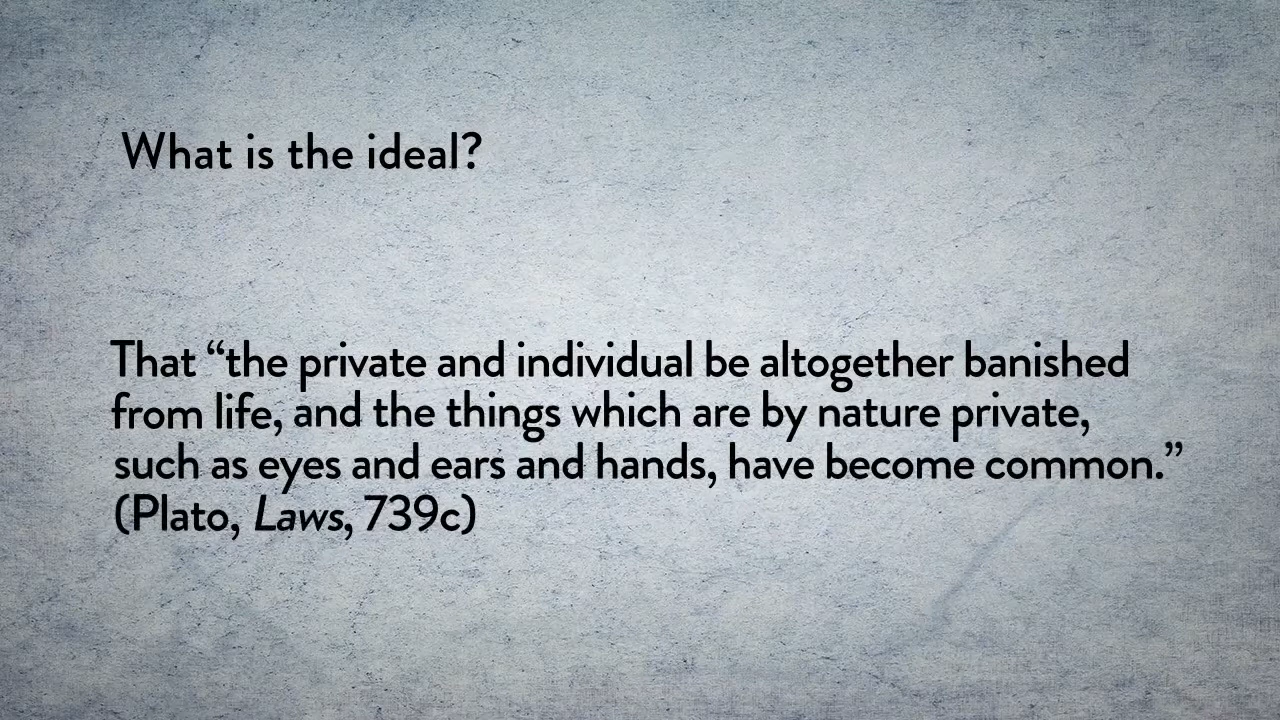 What is the ideal?
That “the private and individual be altogether banished
from life, and the things which are by nature private,
such as eyes and ears and hands, have become common.”
(Plato, Laws, 739c)